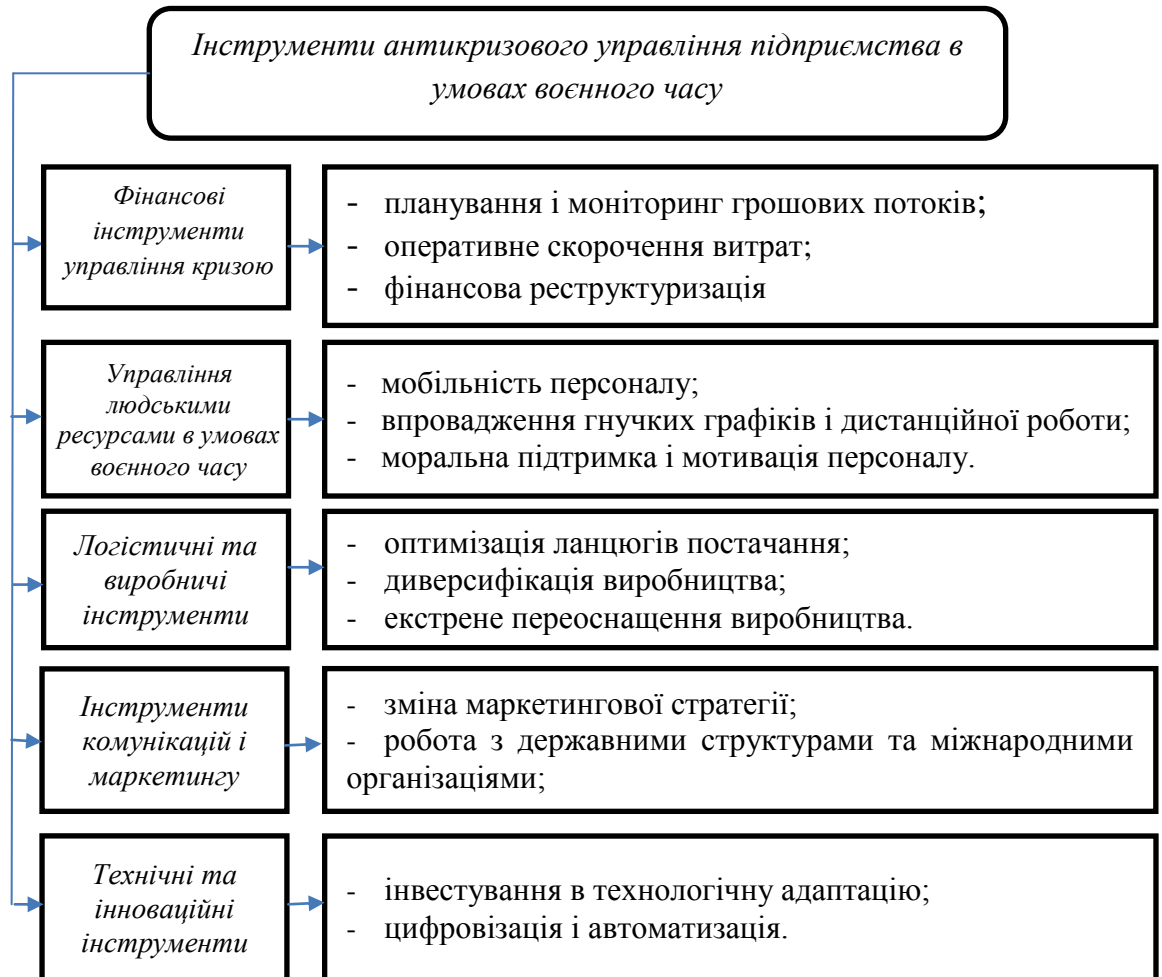 Інструменти антикризового управління підприємства в
умовах воєнного часу
Фінансові
інструменти
управління кризою
- планування і моніторинг грошових потоків;
- оперативне скорочення витрат;
- фінансова реструктуризація
Управління
людськими
ресурсами в умовах
воєнного часу
- мобільність персоналу;
- впровадження гнучких графіків і дистанційної роботи;
- моральна підтримка і мотивація персоналу.
Логістичні та
виробничі
інструменти
- оптимізація ланцюгів постачання;
- диверсифікація виробництва;
- екстрене переоснащення виробництва.
Інструменти
комунікацій і
маркетингу
- зміна маркетингової стратегії;
- робота з державними структурами та міжнародними
організаціями;
Технічні та
інноваційні
інструменти
- інвестування в технологічну адаптацію;
- цифровізація і автоматизація.